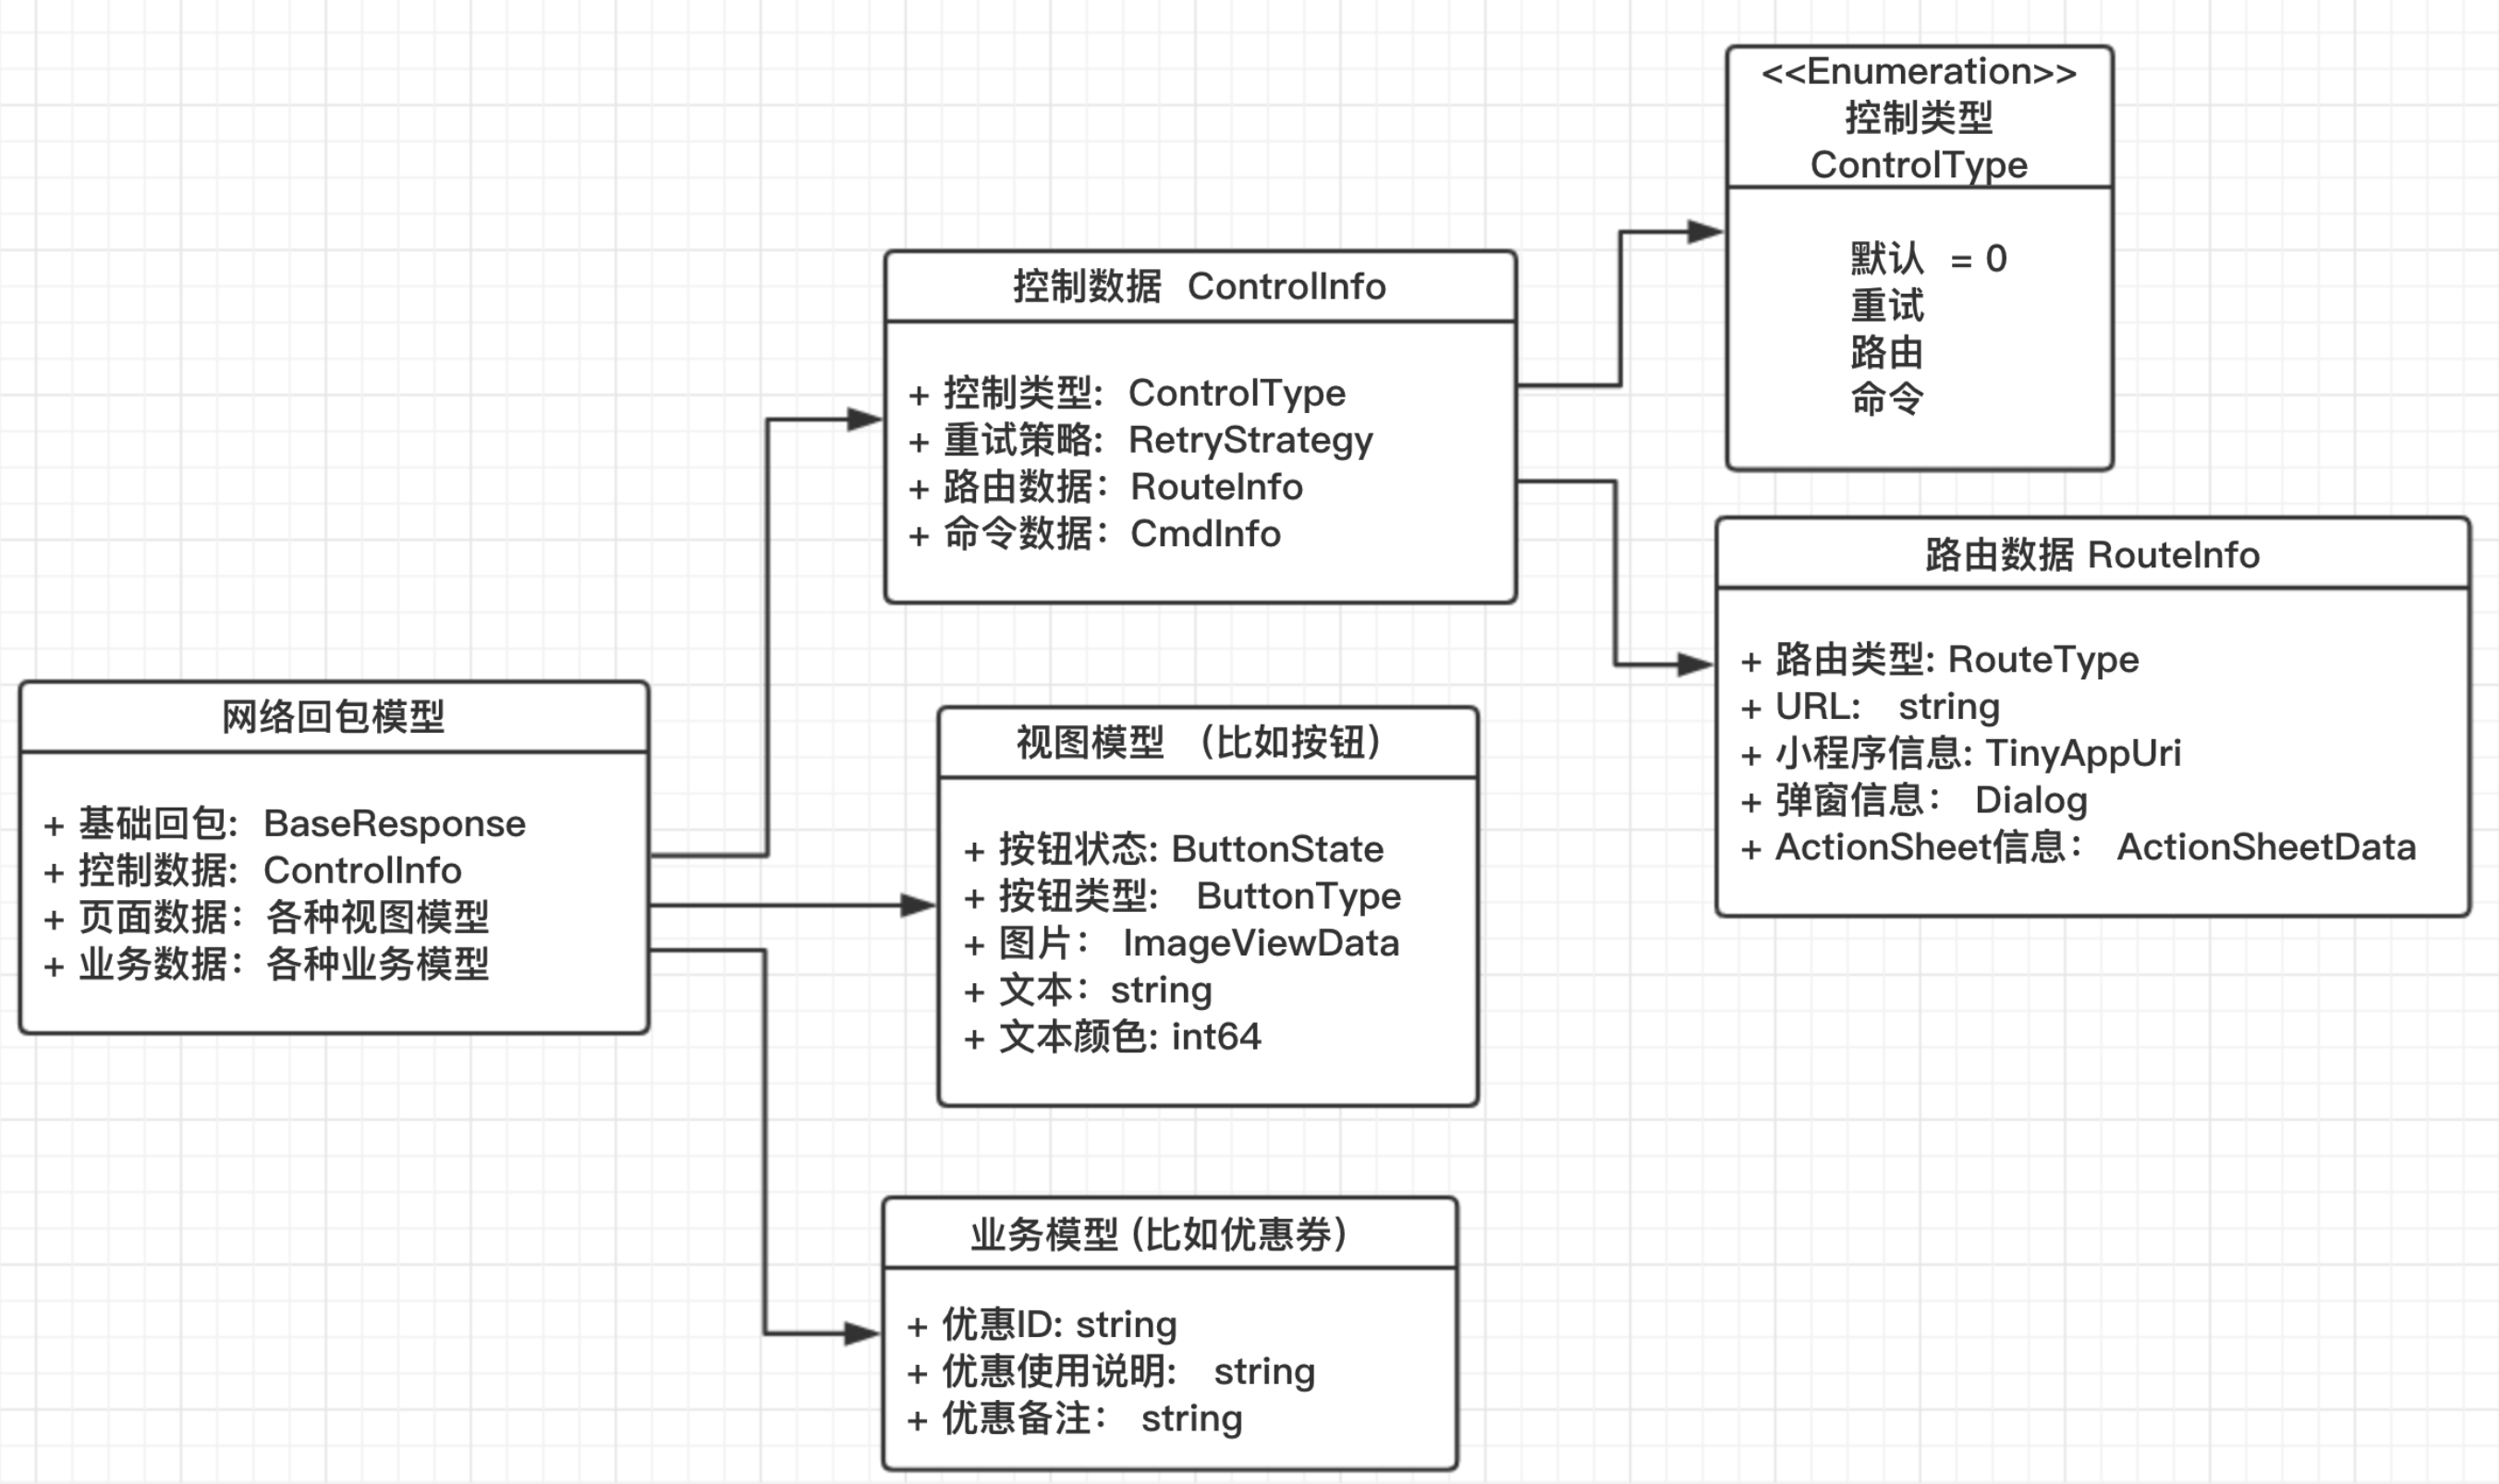 <<Enumeration>>
控制类型
ControlType
默认 = 0
重试
路由
命令
控制数据 ControlInfo
+ 控制类型: ControlType
+ 重试策略: RetryStrategy
+ 路由数据: RouteInfo
+ 命令数据: CmdInfo
路由数据 RouteInfo
+ 路由类型: RouteType
+ URL: string
+ 小程序信息: TinyAppUri
+ 弹窗信息: Dialog
+ ActionSheet信息: ActionSheetData
网络回包模型
+ 基础回包: BaseResponse
+ 控制数据: ControlInfo
+ 页面数据: 各种视图模型
+ 业务数据: 各种业务模型
视图模型 （比如按钮）
+ 按钮状态: ButtonState
+ 按钮类型: ButtonType
+ 图片: ImageViewData
+ 文本: string
+ 文本颜色: int64
业务模型 (比如优惠券)
+ 优惠ID: string
+ 优惠使用说明: string
+ 优惠备注: string